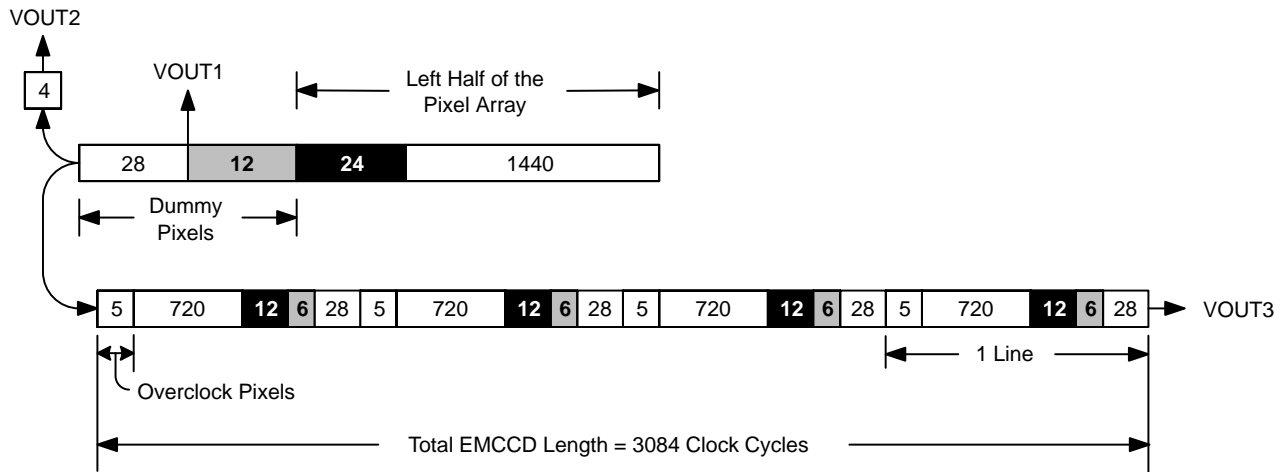 VOUT2
4
VOUT1
Left Half of the
Pixel Array
28 12 24 1440
Dummy
Pixels
5 720 12 6 28 5 720 12 6 28 5 720 12 6 28 5 720 12 6 28
VOUT3
1 Line
Overclock Pixels
Total EMCCD Length = 3084 Clock Cycles